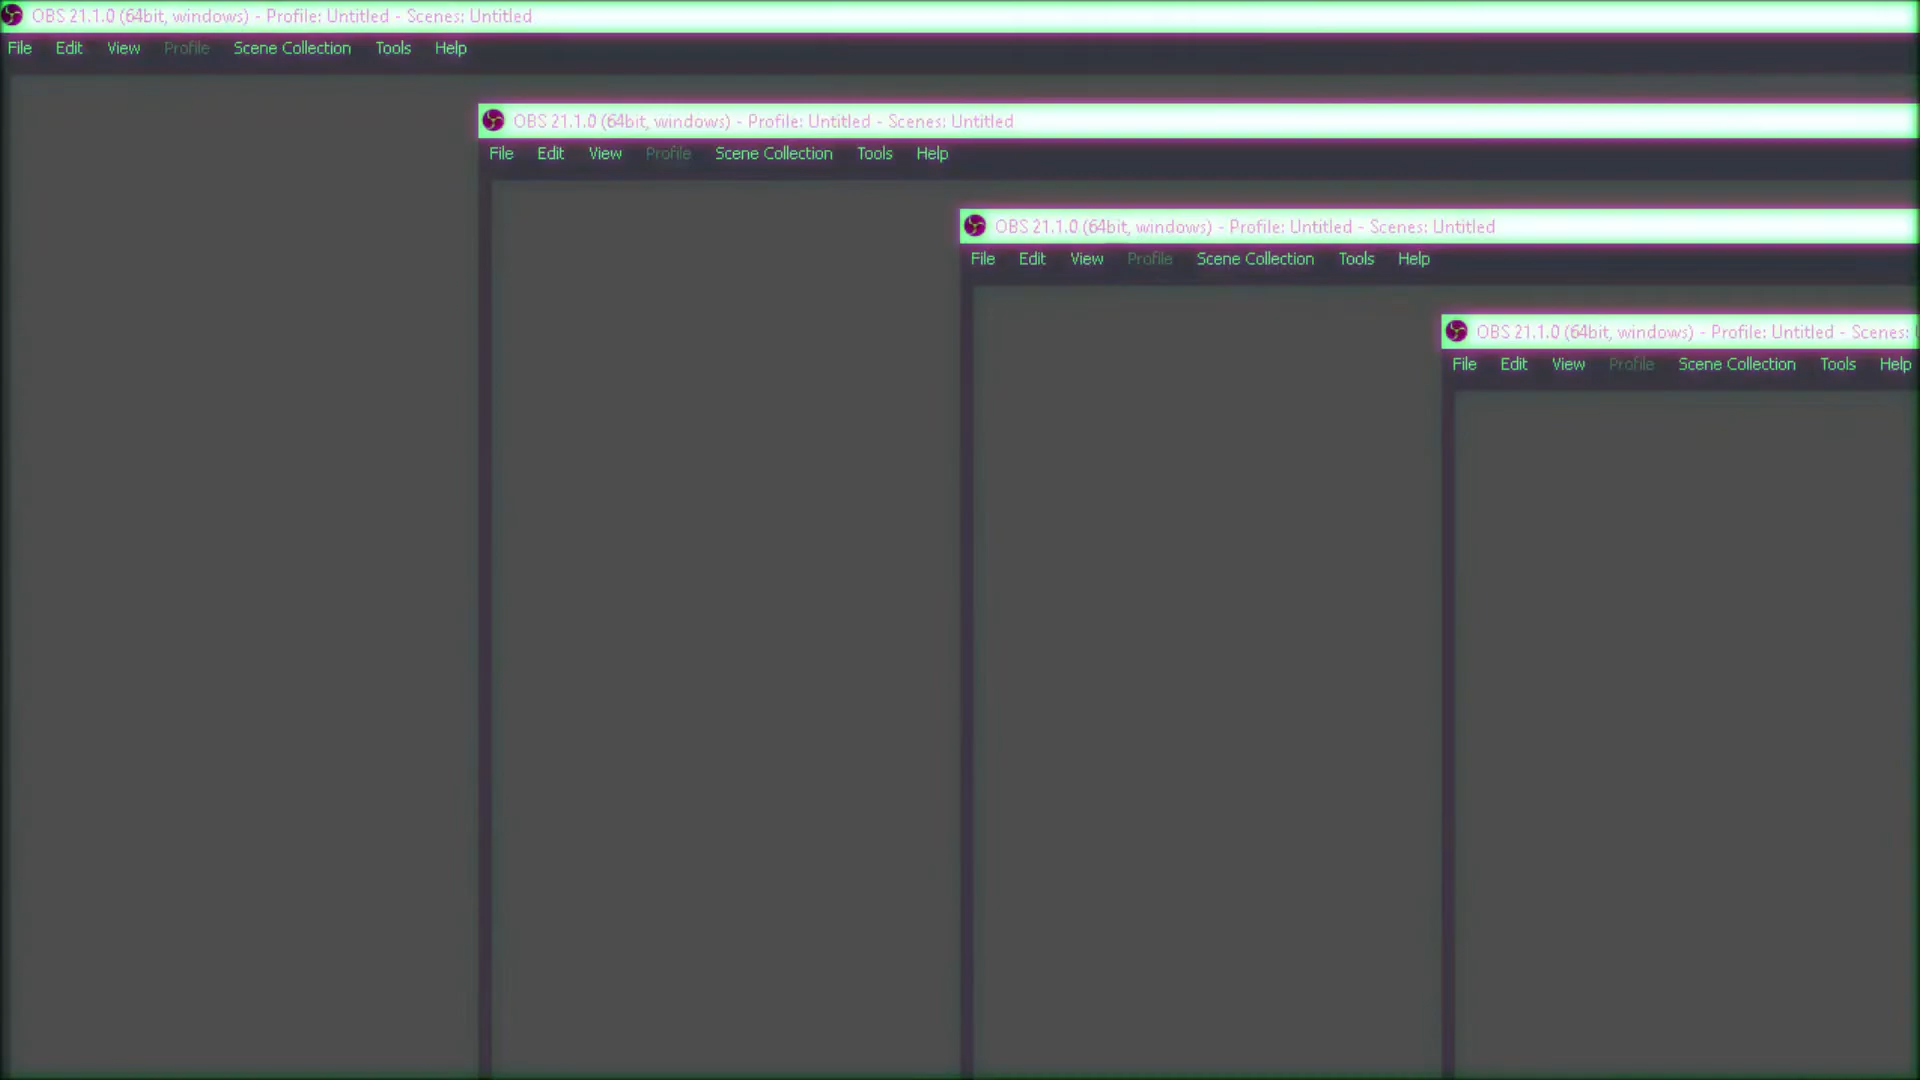 OBS 21.1.0 (64bit, windows) - Profile: Untitled - Scenes: Untitled
File Edit View Profile Scene Collection Tools Help
OBS 21.1.0 (64bit, windows) - Profile: Untitled - Scenes: Untitled
File Edit View Profile Scene Collection Tools Help
OBS 21.1.0 (64bit, windows) - Profile: Untitled - Scenes: Untitled
File Edit View Profile Scene Collection Tools Help
OBS 21.1.0 (64bit, windows) - Profile: Untitled - Scenes:
File Edit View Profile Scene Collection Tools Help